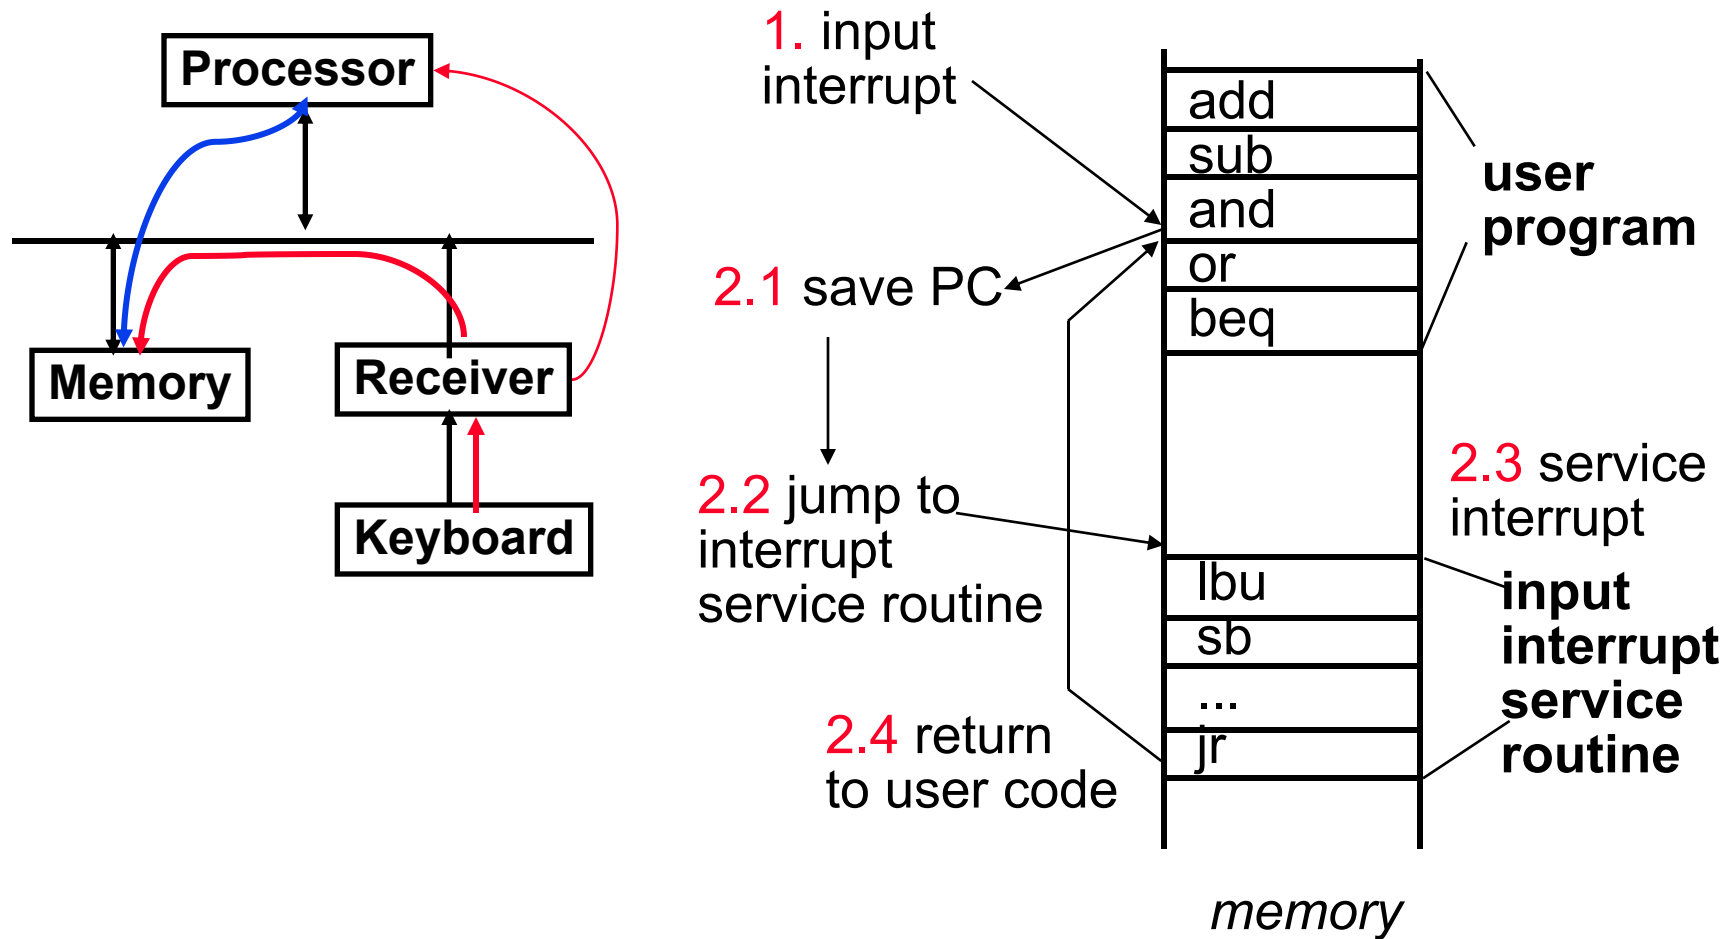 Processor
Memory
Receiver
Keyboard
1. input
interrupt
2.1 save PC
2.2 jump to
interrupt
service routine
2.4 return
to user code
add
sub
and
or
beq
lbu
sb
...
jr
user
program
2.3 service
interrupt
input
interrupt
service
routine
memory